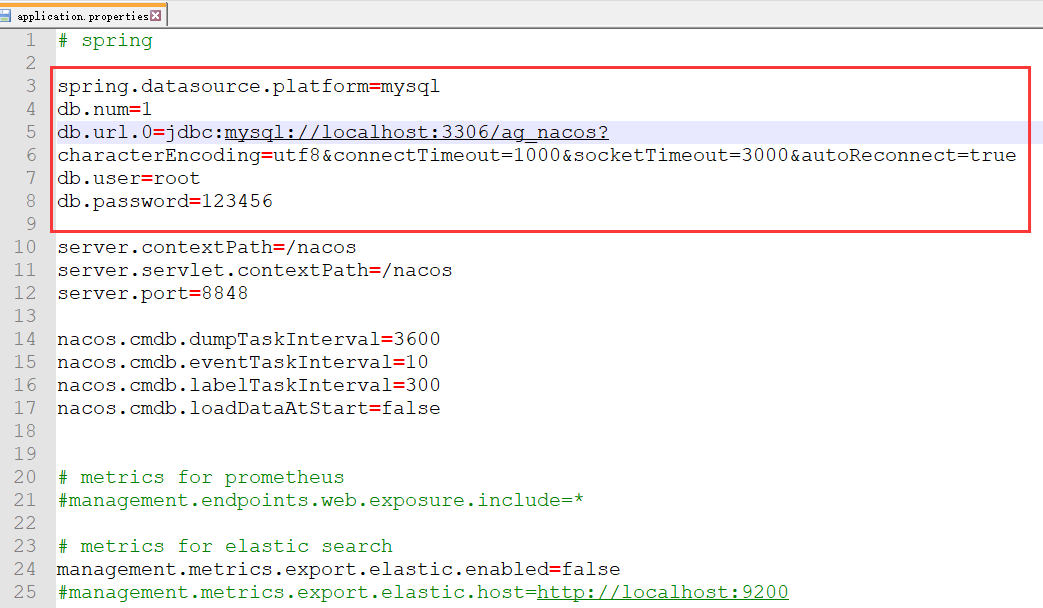 application.properties
1 # spring
2
3 spring.datasource.platform=mysql
4 db.num=1
5 db.url.0=jdbc:mysql://localhost:3306/ag_nacos?
6 characterEncoding=utf8&connectTimeout=1000&socketTimeout=3000&autoReconnect=true
7 db.user=root
8 db.password=123456
9
10 server.contextPath=/nacos
11 server.servlet.contextPath=/nacos
12 server.port=8848
13
14 nacos.cmdb.dumpTaskInterval=3600
15 nacos.cmdb.eventTaskInterval=10
16 nacos.cmdb.labelTaskInterval=300
17 nacos.cmdb.loadDataAtStart=false
18
19
20 # metrics for prometheus
21 #management.endpoints.web.exposure.include=*
22
23 # metrics for elastic search
24 management.metrics.export.elastic.enabled=false
25 #management.metrics.export.elastic.host=http://localhost:9200